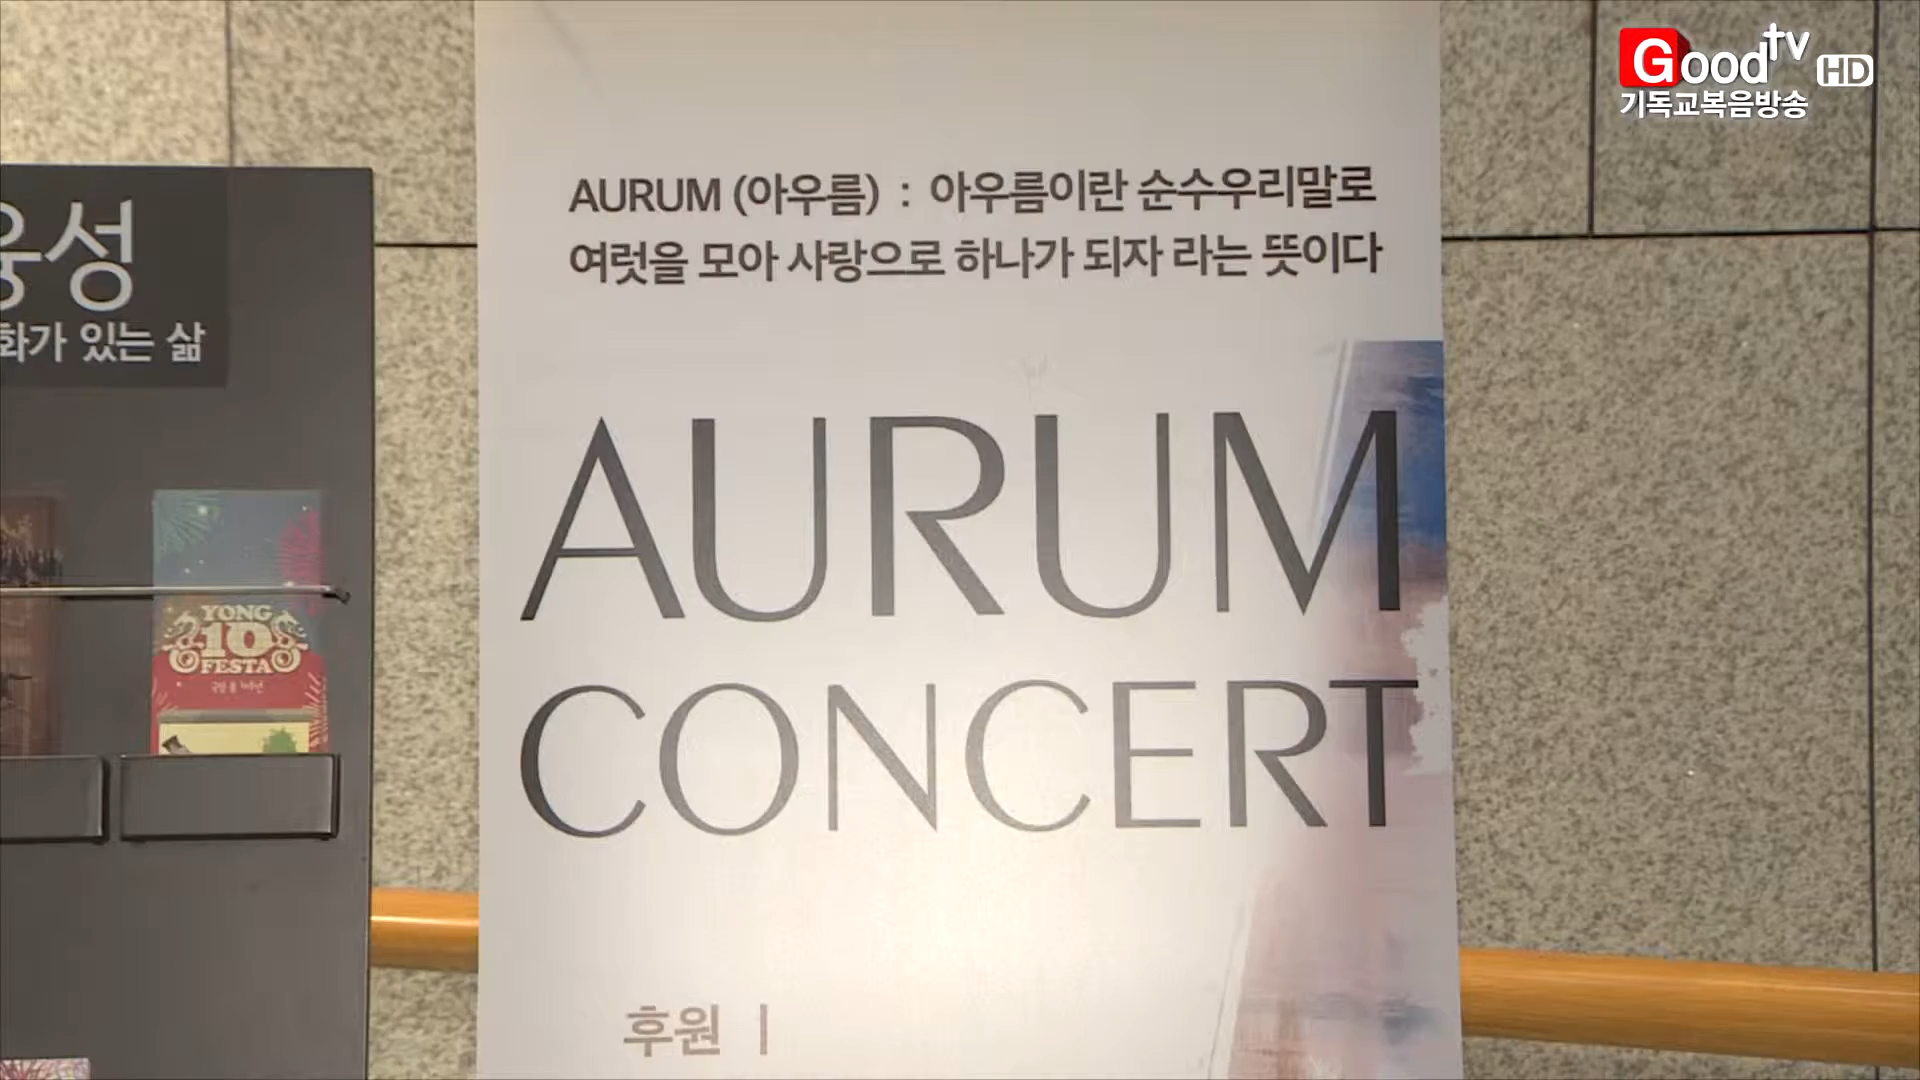 Good tv HD
기독교복음방송
AURUM (아우름) : 아우름이란 순수우리말로
여럿을 모아 사랑으로 하나가 되자 라는 뜻이다
AURUM
CONCERT
후원 |
성
화가 있는 삶
YONG
10
FESTA